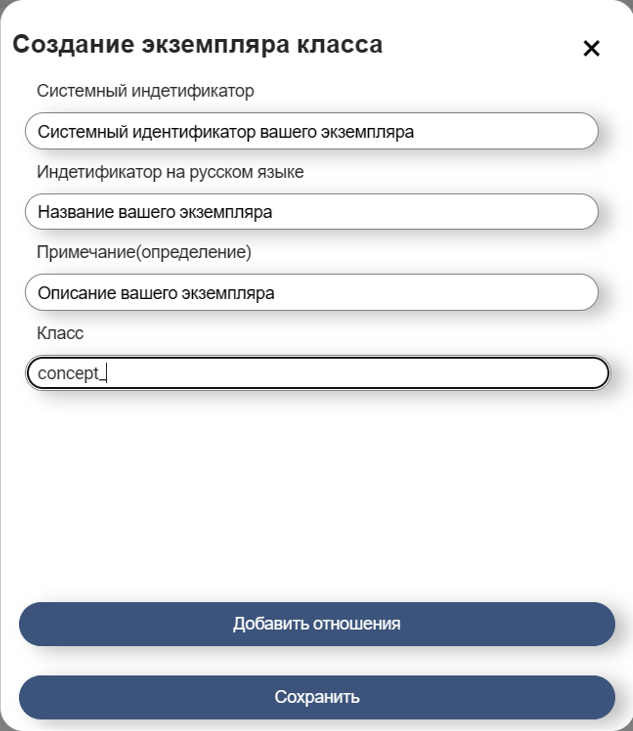 Создание экземпляра класса
Системный индетификатор
Системный идентификатор вашего экземпляра
Индетификатор на русском языке
Название вашего экземпляра
Примечание(определение)
Описание вашего экземпляра
Класс
concept_
Добавить отношения
Сохранить